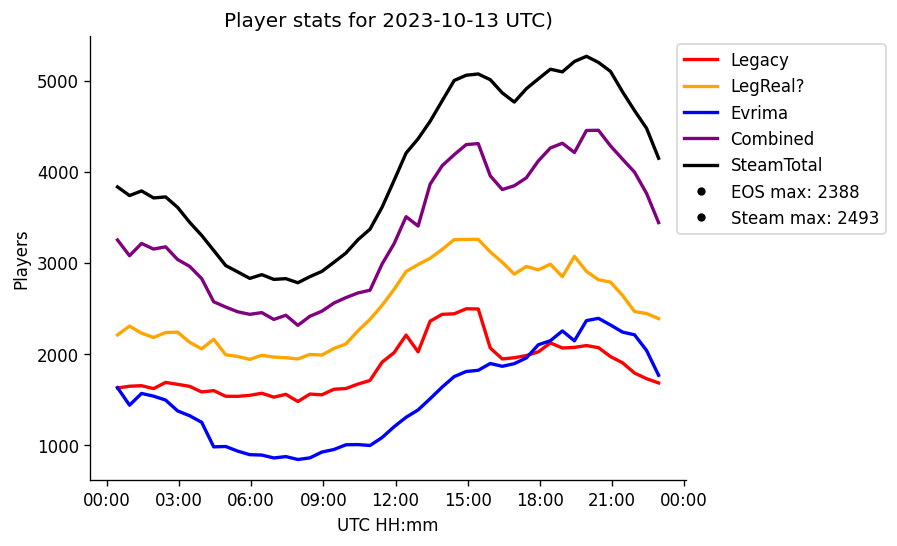 Player stats for 2023-10-13 UTC)
Players
5000
4000
3000
2000
1000
00:00 03:00 06:00 09:00 12:00 15:00 18:00 21:00 00:00
UTC HH:mm
Legacy
LegReal?
Evrima
Combined
SteamTotal
EOS max: 2388
Steam max: 2493